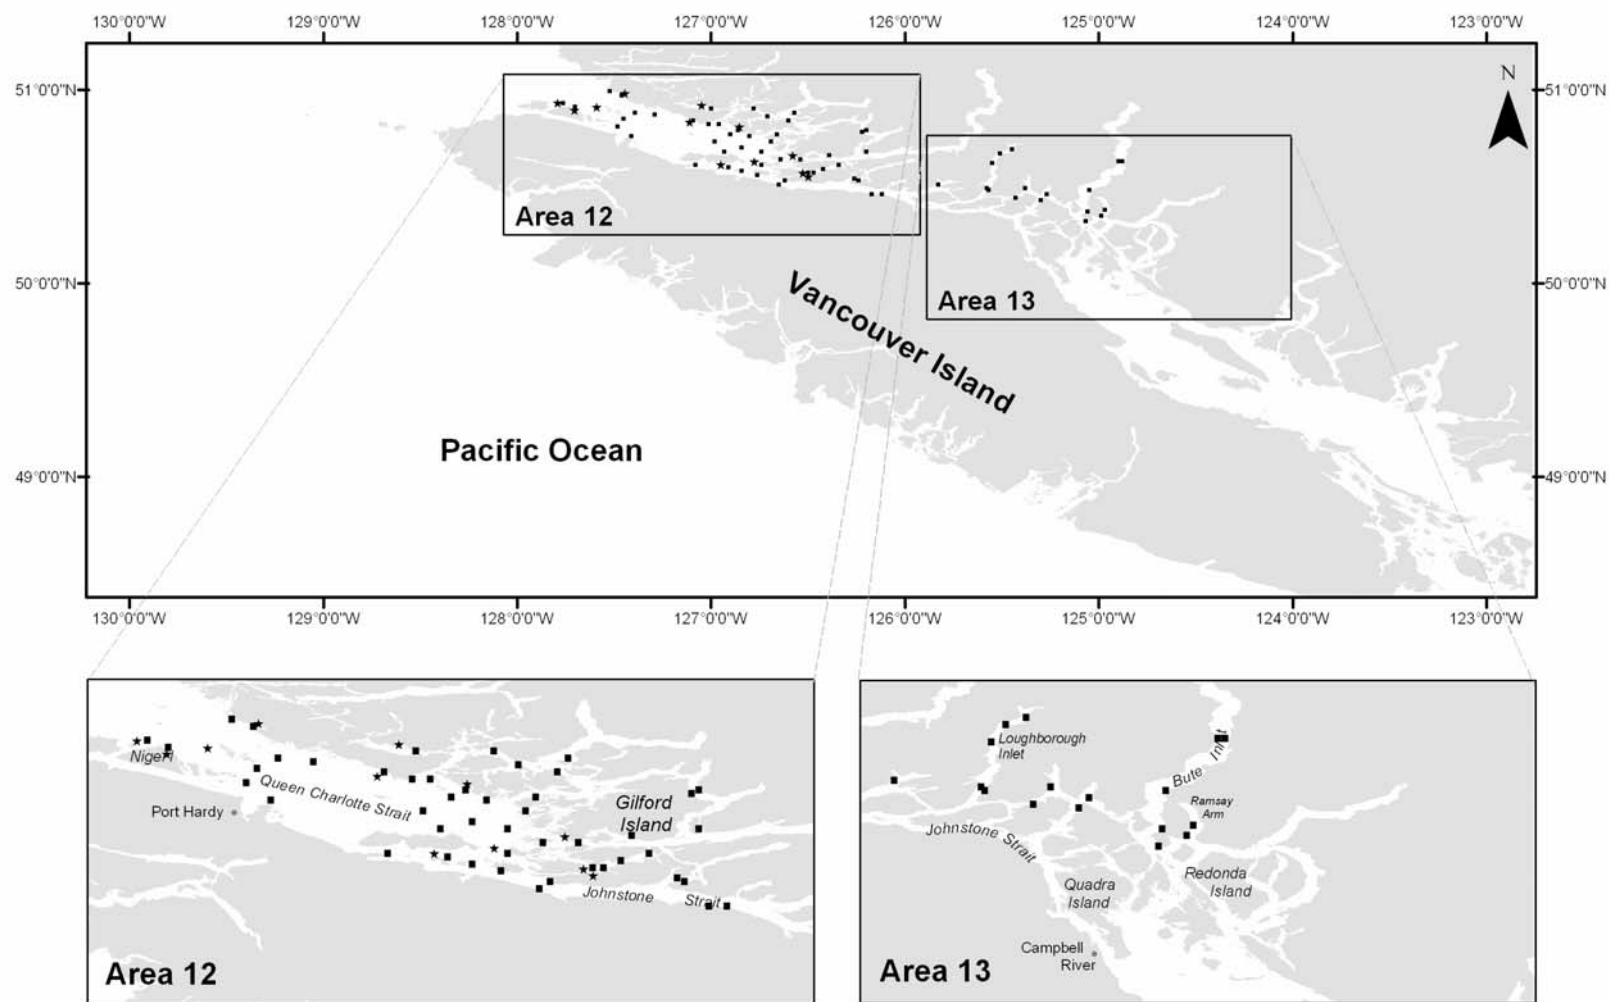 130°0'0"W 129°0'0"W 128°0'0"W 127°0'0"W 126°0'0"W 125°0'0"W 124°0'0"W 123°0'0"W
N
51°0'0"N 51°0'0"N
Area 12
50°0'0"N 50°0'0"N
Area 13
Vancouver Island
Pacific Ocean
49°0'0"N 49°0'0"N
130°0'0"W 129°0'0"W 128°0'0"W 127°0'0"W 126°0'0"W 125°0'0"W 124°0'0"W 123°0'0"W
Queen Charlotte Strait
Port Hardy
Gilford
Island
Johnstone Strait
Area 12
Loughborough
Inlet
Bute Inlet
Ramsay
Arm
Johnstone Strait
Redonda
Island
Quadra
Island
Campbell
River
Area 13